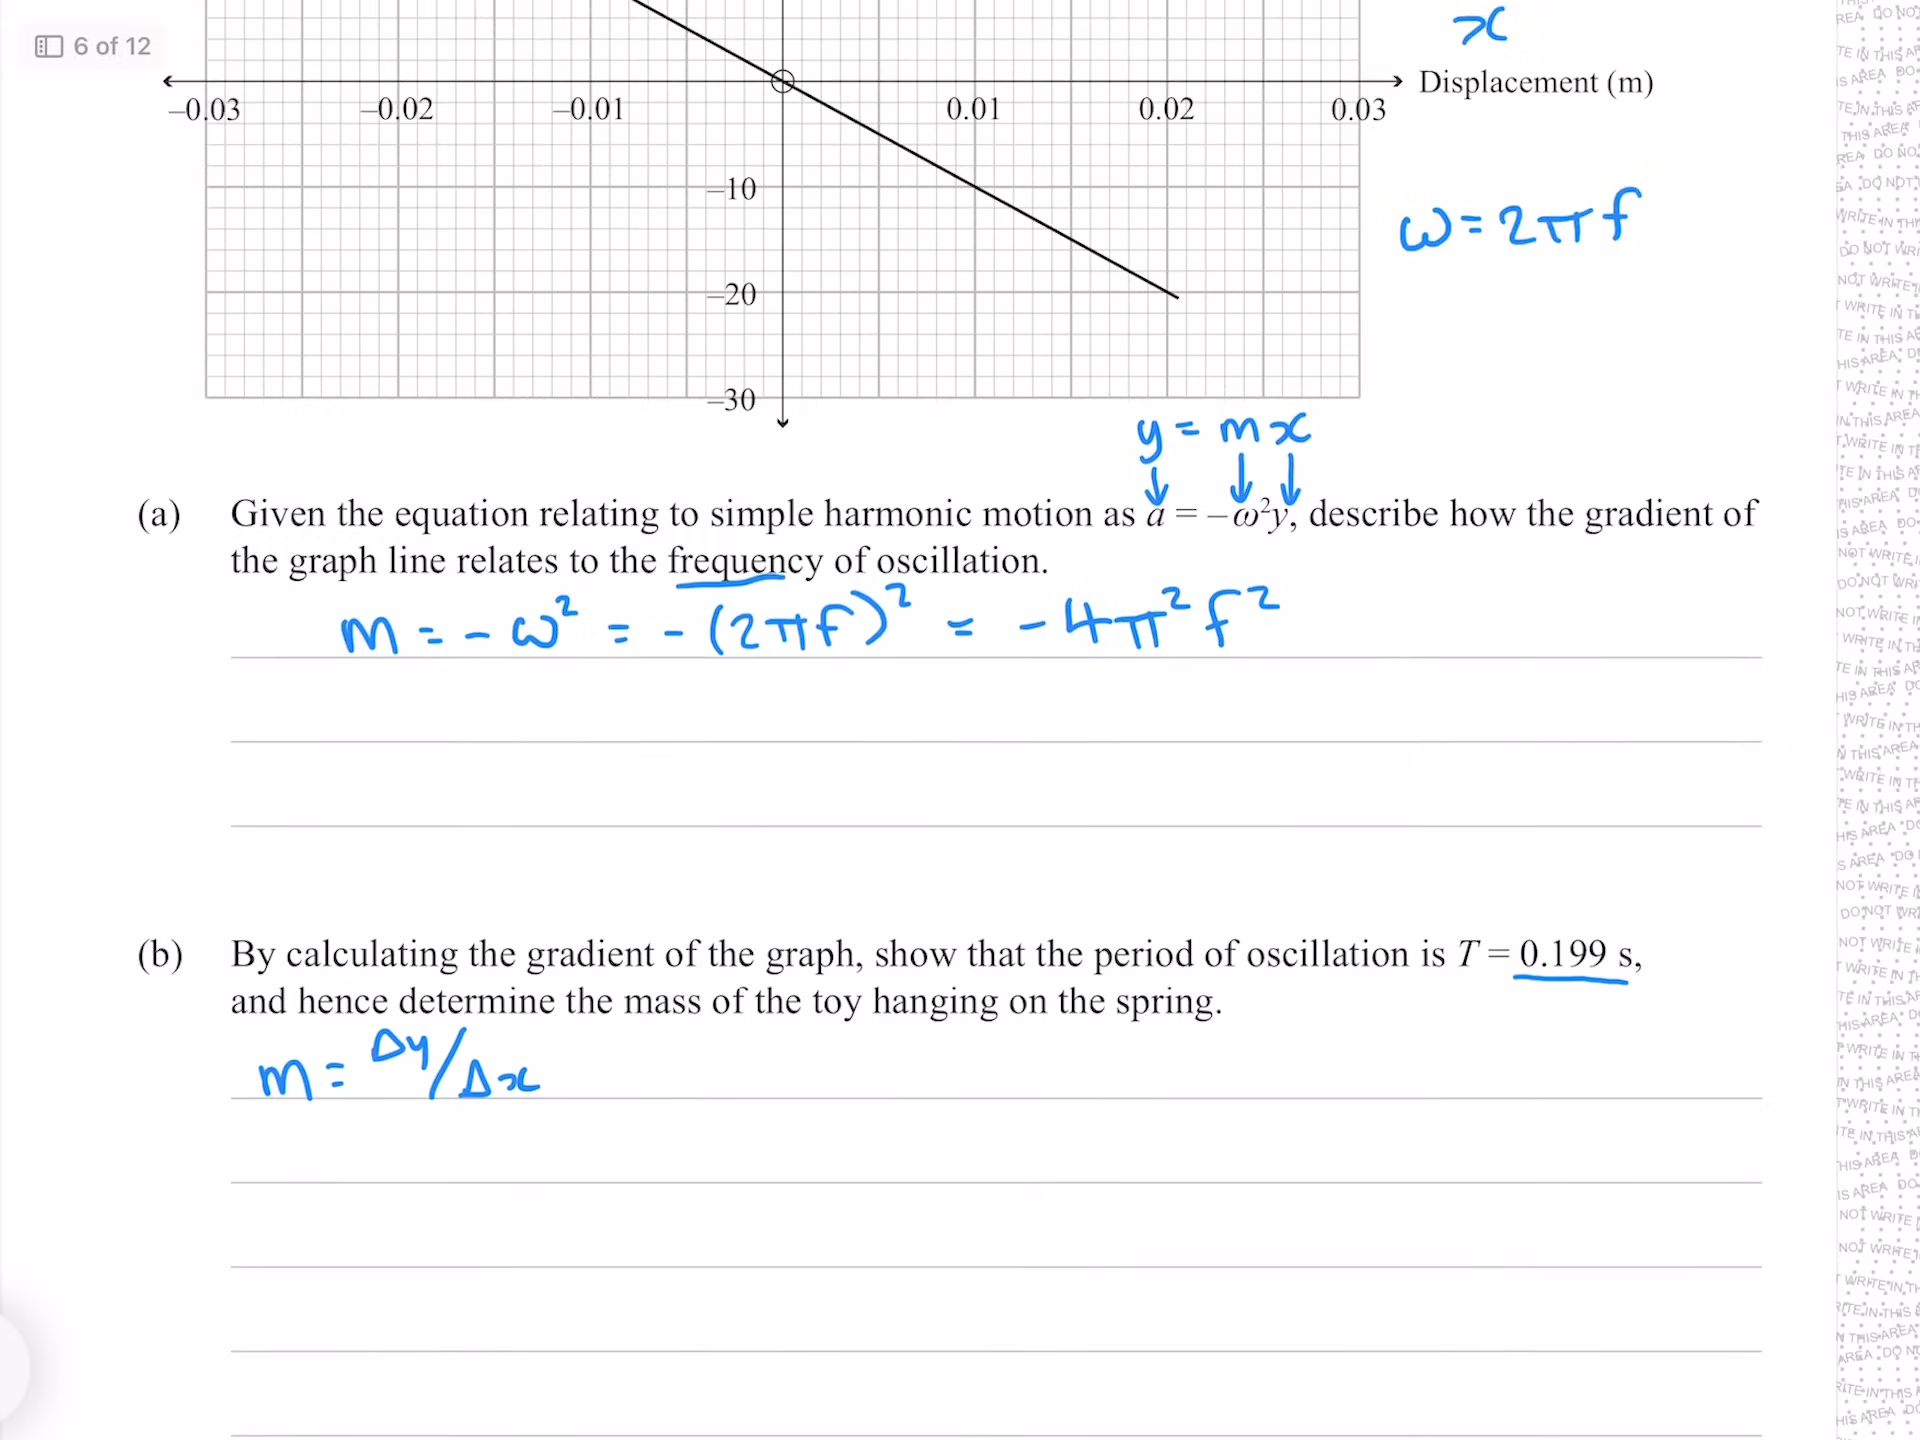 6 of 12
x
Displacement (m)
–0.03 –0.02 –0.01 0.01 0.02 0.03
–10
ω = 2πf
–20
–30
y = mx
(a) Given the equation relating to simple harmonic motion as a = –ω²y, describe how the gradient of
the graph line relates to the frequency of oscillation.
m = - ω² = - (2πf)² = - 4π² f²
(b) By calculating the gradient of the graph, show that the period of oscillation is T = 0.199 s,
and hence determine the mass of the toy hanging on the spring.
m = Δy/Δx